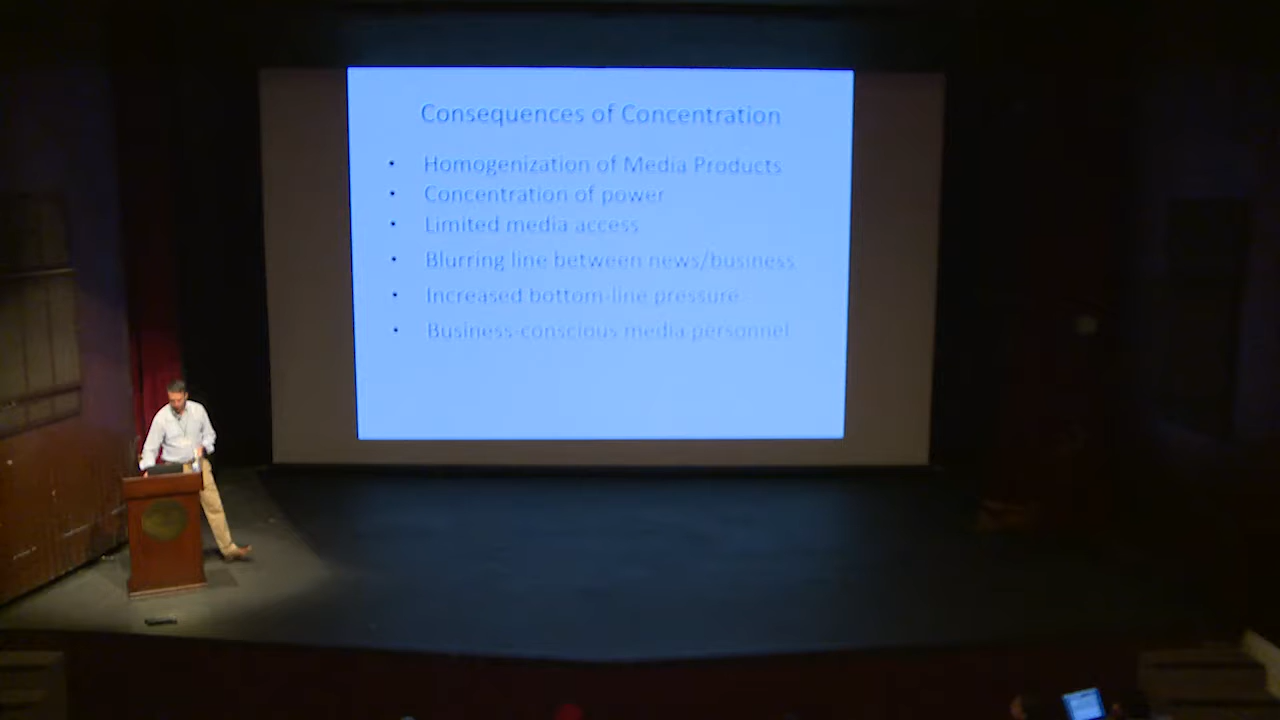 Consequences of Concentration
• Homogenization of Media Products
• Concentration of power
• Limited media access
• Blurring line between news/business
• Increased bottom-line pressure
• Business-conscious media personnel